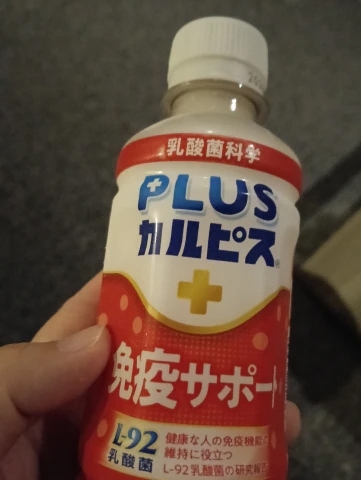 乳酸菌科学
PLUS
カルピス
免疫サポート
L-92
乳酸菌
健康な人の免疫機能の
維持に役立つ
L-92乳酸菌の研究報告